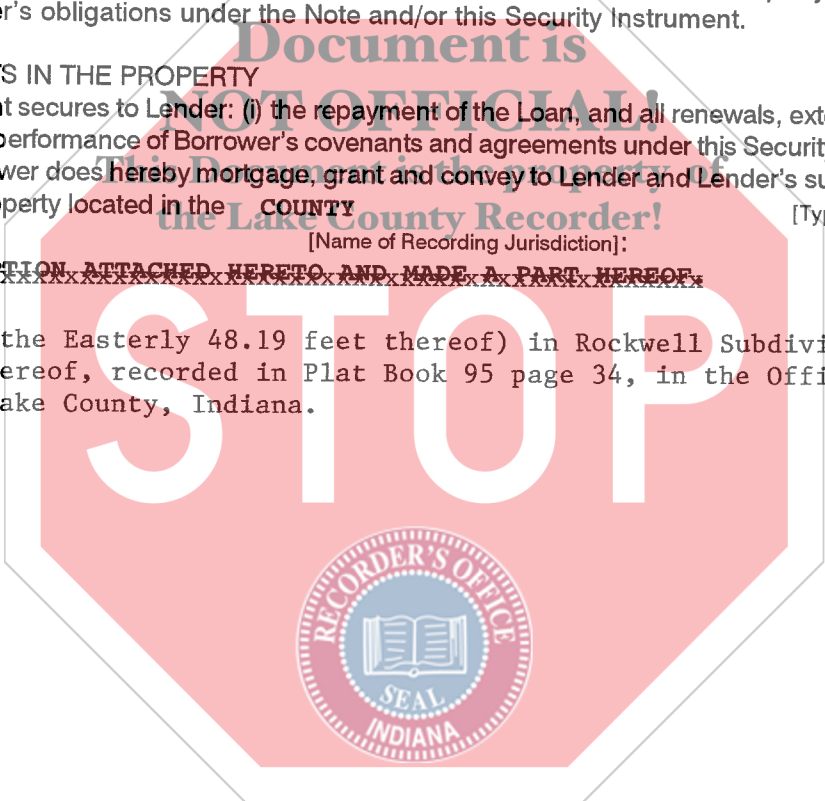 er's obligations under the Note and/or this Security Instrument.
Document is
S IN THE PROPERTY
t secures to Lender: (i) the repayment of the Loan, and all renewals, ext
NOT OFFICIAL!
performance of Borrower's covenants and agreements under this Security
This Document is the property of
wer does hereby mortgage, grant and convey to Lender and Lender's su
perty located in the COUNTY [Ty
the Lake County Recorder!
[Name of Recording Jurisdiction]:
TION ATTACHED HERETO AND MADE A PART HEREOF.
the Easterly 48.19 feet thereof) in Rockwell Subdivi
ereof, recorded in Plat Book 95 page 34, in the Offi
ake County, Indiana.
STOP
RECORDER'S OFFICE
SEAL
INDIANA